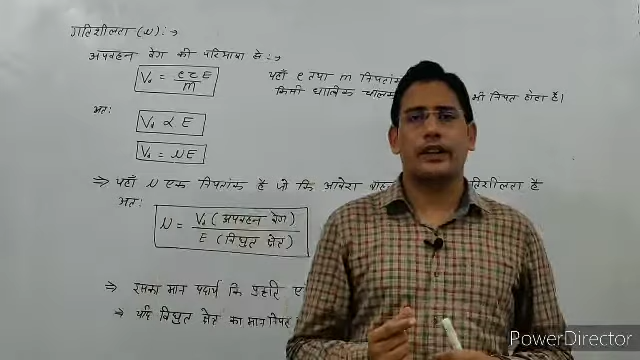 गतिशीलता (μ) :->
अपवहन वेग की परिभाषा से :->
Vd = eτE/m
यहाँ e तथा m नियतांक
किसी धात्विक चालक भी नियत होता है।
अतः
Vd ∝ E
Vd = μE
=> यहाँ μ एक नियतांक है जो कि आवेश वाह तिशीलता है
अतः
μ = Vd (अपवहन वेग) / E (विद्युत क्षेत्र)
=> इसका मान पदार्थ कि प्रकृति
=> यदि विद्युत क्षेत्र का मान नियत
PowerDirector